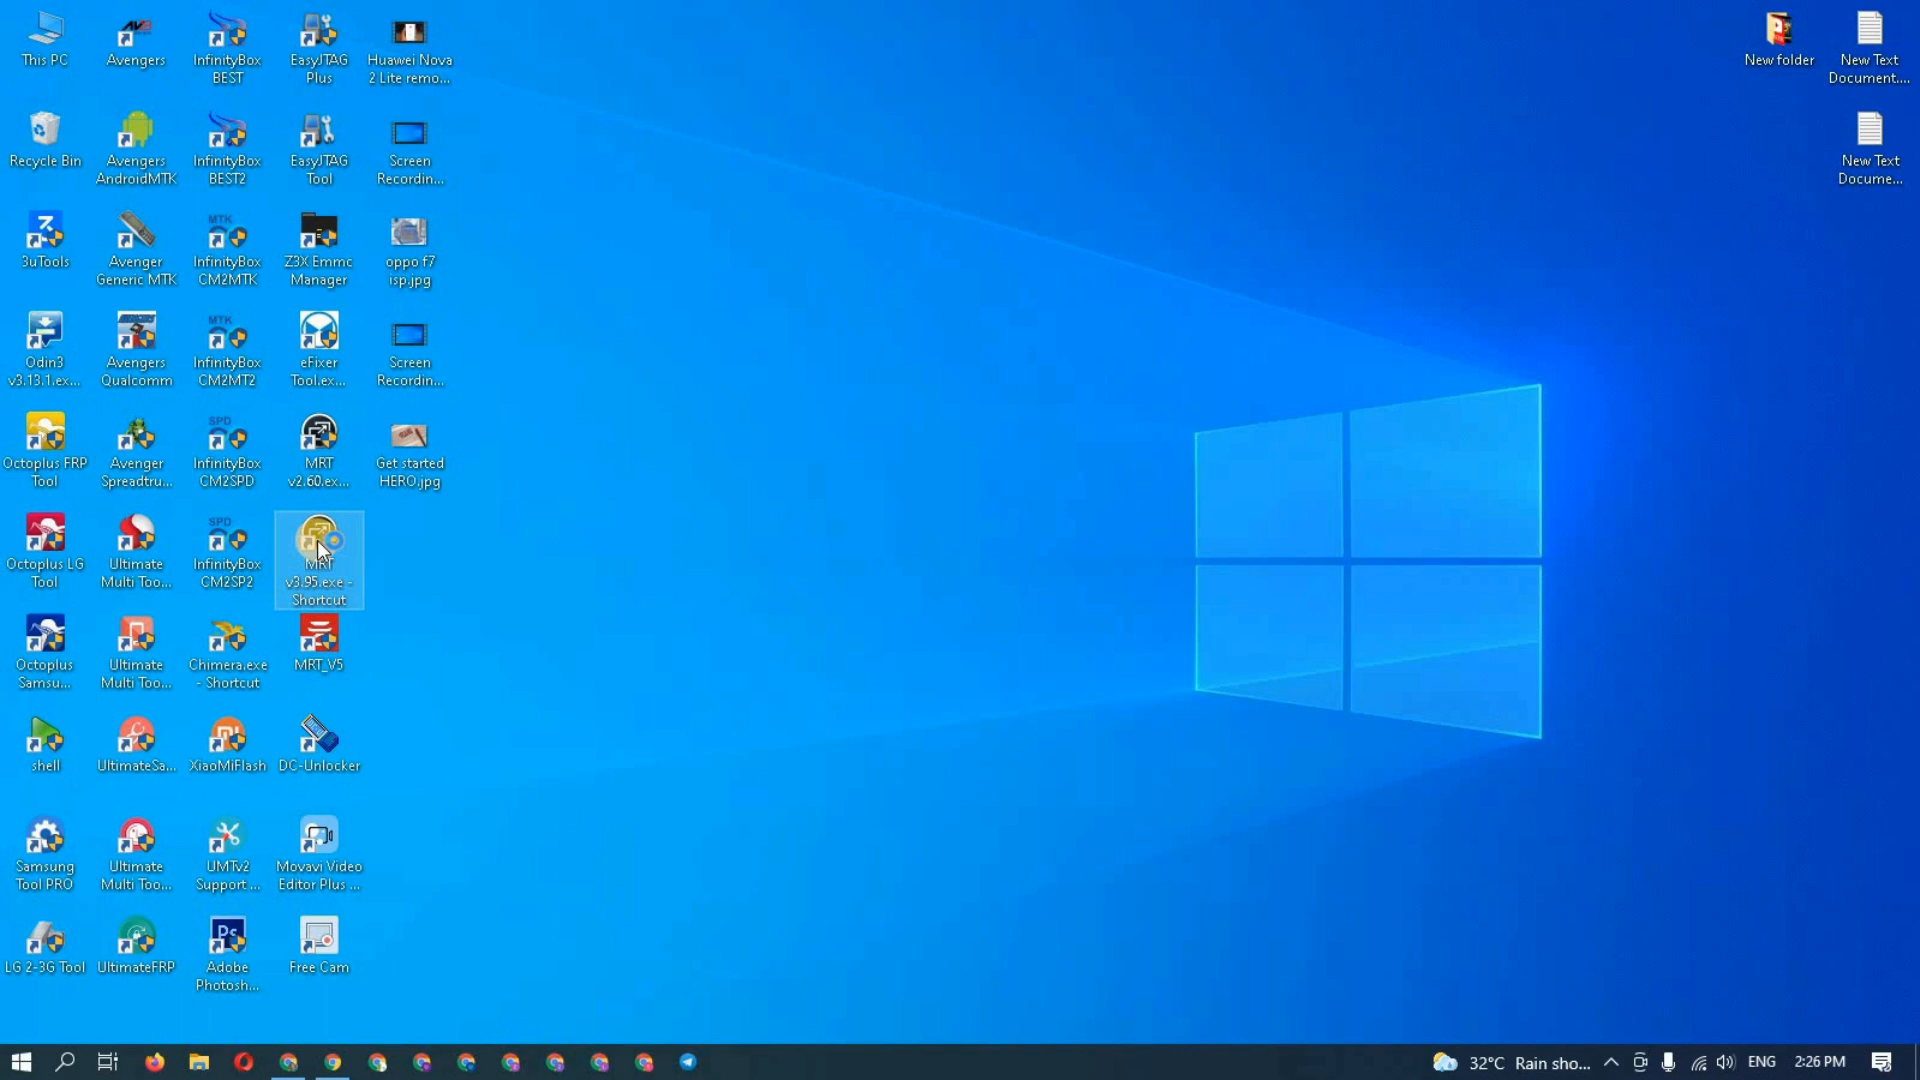 This PC
Avengers
InfinityBox
BEST
EasyJTAG
Plus
Huawei Nova
2 Lite remo...
New folder
New Text
Document....
Recycle Bin
Avengers
AndroidMTK
InfinityBox
BEST2
EasyJTAG
Tool
Screen
Recordin...
New Text
Docume...
3uTools
Avenger
Generic MTK
MTK
InfinityBox
CM2MTK
Z3X Emmc
Manager
oppo f7
isp.jpg
Odin3
v3.13.1.ex...
Avengers
Qualcomm
MTK
InfinityBox
CM2MT2
eFixer
Tool.ex...
Screen
Recordin...
Octoplus FRP
Tool
Avenger
Spreadtru...
SPD
InfinityBox
CM2SPD
MRT
v2.60.ex...
Get started
HERO.jpg
Octoplus LG
Tool
Ultimate
Multi Too...
SPD
InfinityBox
CM2SP2
MRT
v3.95.exe -
Shortcut
Octoplus
Samsu...
Ultimate
Multi Too...
Chimera.exe
- Shortcut
MRT_V5
shell
UltimateSa...
XiaoMiFlash
DC-Unlocker
Samsung
Tool PRO
Ultimate
Multi Too...
UMTv2
Support ...
Movavi Video
Editor Plus ...
LG 2-3G Tool
UltimateFRP
Adobe
Photosh...
Free Cam
32°C Rain sho...
ENG
2:26 PM